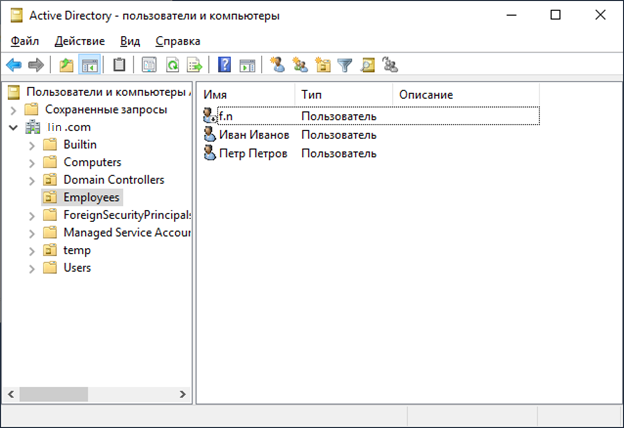 Active Directory - пользователи и компьютеры
Файл Действие Вид Справка
Пользователи и компьютеры A
Сохраненные запросы
lin .com
Builtin
Computers
Domain Controllers
Employees
ForeignSecurityPrincipals
Managed Service Accou
temp
Users
Имя Тип Описание
f.n Пользователь
Иван Иванов Пользователь
Петр Петров Пользователь